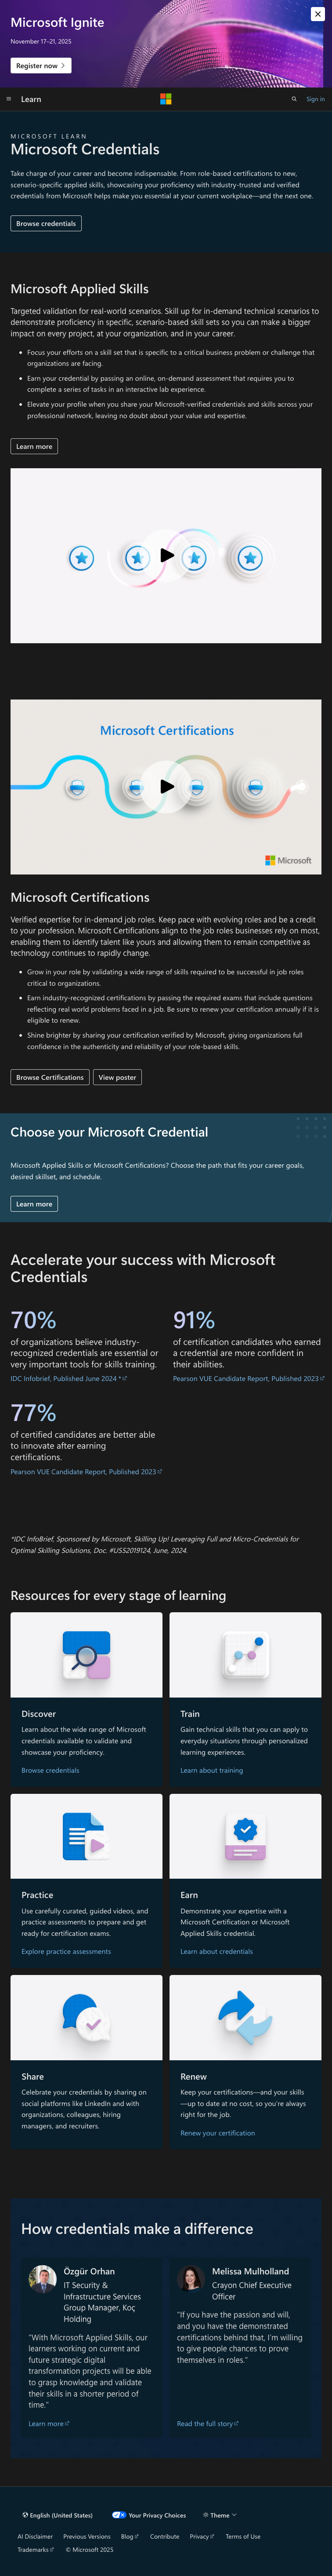 Microsoft Ignite
November 17–21, 2025
Register now
Learn
Sign in
MICROSOFT LEARN
Microsoft Credentials
Take charge of your career and become indispensable. From role-based certifications to new,
scenario-specific applied skills, showcasing your proficiency with industry-trusted and verified
credentials from Microsoft helps make you essential at your current workplace—and the next one.
Browse credentials
Microsoft Applied Skills
Targeted validation for real-world scenarios. Skill up for in-demand technical scenarios to
demonstrate proficiency in specific, scenario-based skill sets so you can make a bigger
impact on every project, at your organization, and in your career.
• Focus your efforts on a skill set that is specific to a critical business problem or challenge that
organizations are facing.
• Earn your credential by passing an online, on-demand assessment that requires you to
complete a series of tasks in an interactive lab experience.
• Elevate your profile when you share your Microsoft-verified credentials and skills across your
professional network, leaving no doubt about your value and expertise.
Learn more
Microsoft Certifications
Microsoft
Microsoft Certifications
Verified expertise for in-demand job roles. Keep pace with evolving roles and be a credit
to your profession. Microsoft Certifications align to the job roles businesses rely on most,
enabling them to identify talent like yours and allowing them to remain competitive as
technology continues to rapidly change.
• Grow in your role by validating a wide range of skills required to be successful in job roles
critical to organizations.
• Earn industry-recognized certifications by passing the required exams that include questions
reflecting real world problems faced in a job. Be sure to renew your certification annually if it is
eligible to renew.
• Shine brighter by sharing your certification verified by Microsoft, giving organizations full
confidence in the authenticity and reliability of your role-based skills.
Browse Certifications
View poster
Choose your Microsoft Credential
Microsoft Applied Skills or Microsoft Certifications? Choose the path that fits your career goals,
desired skillset, and schedule.
Learn more
Accelerate your success with Microsoft
Credentials
70%
of organizations believe industry-
recognized credentials are essential or
very important tools for skills training.
IDC Infobrief, Published June 2024 *
91%
of certification candidates who earned
a credential are more confident in
their abilities.
Pearson VUE Candidate Report, Published 2023
77%
of certified candidates are better able
to innovate after earning
certifications.
Pearson VUE Candidate Report, Published 2023
*IDC InfoBrief, Sponsored by Microsoft, Skilling Up! Leveraging Full and Micro-Credentials for
Optimal Skilling Solutions, Doc. #US52019124, June, 2024.
Resources for every stage of learning
Discover
Learn about the wide range of Microsoft
credentials available to validate and
showcase your proficiency.
Browse credentials
Train
Gain technical skills that you can apply to
everyday situations through personalized
learning experiences.
Learn about training
Practice
Use carefully curated, guided videos, and
practice assessments to prepare and get
ready for certification exams.
Explore practice assessments
Earn
Demonstrate your expertise with a
Microsoft Certification or Microsoft
Applied Skills credential.
Learn about credentials
Share
Celebrate your credentials by sharing on
social platforms like LinkedIn and with
organizations, colleagues, hiring
managers, and recruiters.
Renew
Keep your certifications—and your skills
—up to date at no cost, so you're always
right for the job.
Renew your certification
How credentials make a difference
Özgür Orhan
IT Security &
Infrastructure Services
Group Manager, Koç
Holding
"With Microsoft Applied Skills, our
learners working on current and
future strategic digital
transformation projects will be able
to grasp knowledge and validate
their skills in a shorter period of
time."
Learn more
Melissa Mulholland
Crayon Chief Executive
Officer
"If you have the passion and will,
and you have the demonstrated
certifications behind that, I'm willing
to give people chances to prove
themselves in roles."
Read the full story
English (United States)
Your Privacy Choices
Theme
AI Disclaimer
Previous Versions
Blog
Contribute
Privacy
Terms of Use
Trademarks
© Microsoft 2025